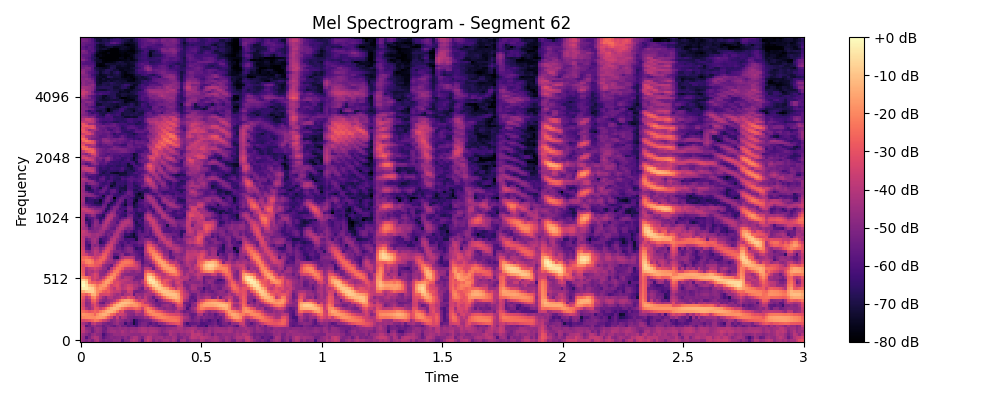 Mel Spectrogram - Segment 62
Frequency
4096
2048
1024
512
0
0
0.5
1
1.5
2
2.5
3
Time
+0 dB
-10 dB
-20 dB
-30 dB
-40 dB
-50 dB
-60 dB
-70 dB
-80 dB